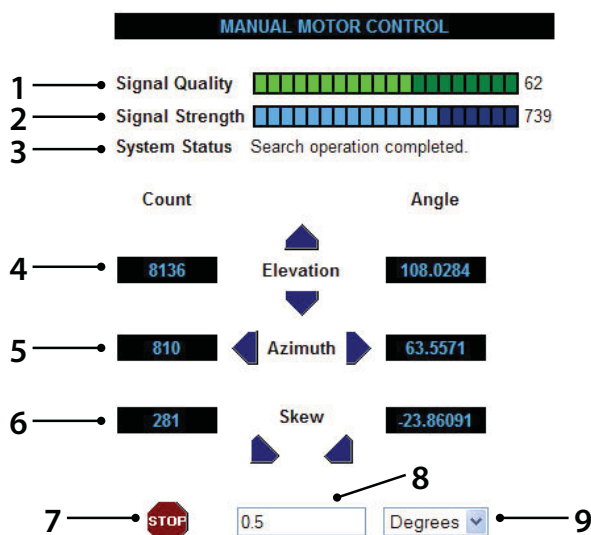 MANUAL MOTOR CONTROL
1 Signal Quality 62
2 Signal Strength 739
3 System Status Search operation completed.
Count Angle
4 8136 Elevation 108.0284
5 810 Azimuth 63.5571
6 281 Skew -23.86091
8
7 STOP 0.5 Degrees 9